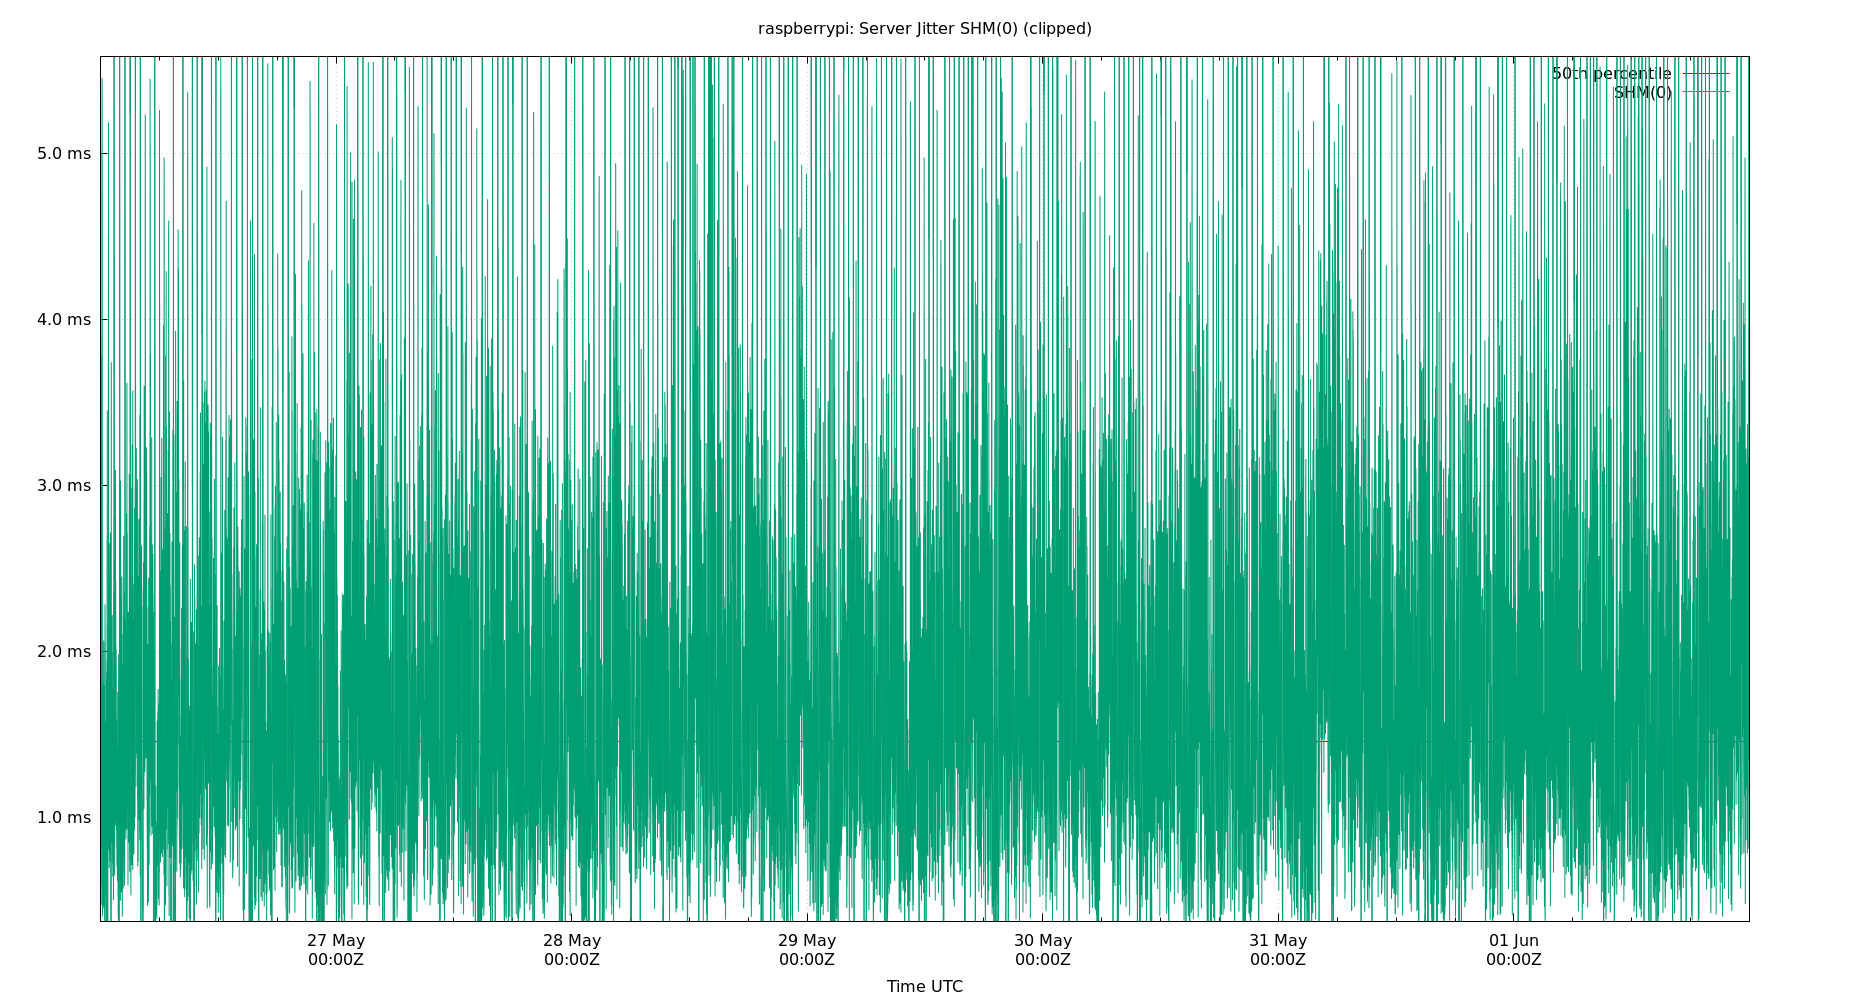 raspberrypi: Server Jitter SHM(0) (clipped)
50th percentile
SHM(0)
5.0 ms
4.0 ms
3.0 ms
2.0 ms
1.0 ms
27 May 28 May 29 May 30 May 31 May 01 Jun
00:00Z 00:00Z 00:00Z 00:00Z 00:00Z 00:00Z
Time UTC